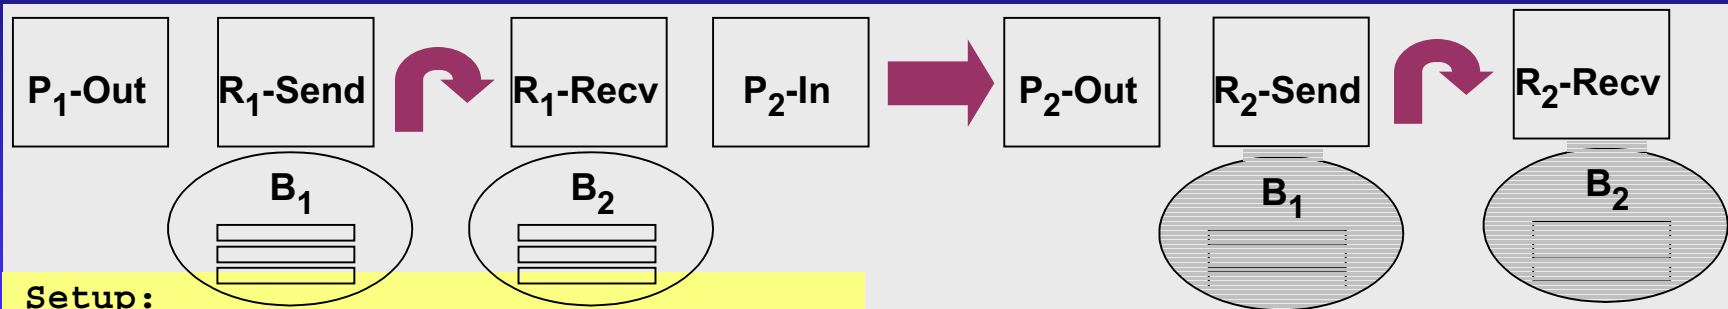 P1-Out R1-Send R1-Recv P2-In P2-Out R2-Send R2-Recv
B1 B2 B1 B2
Setup: